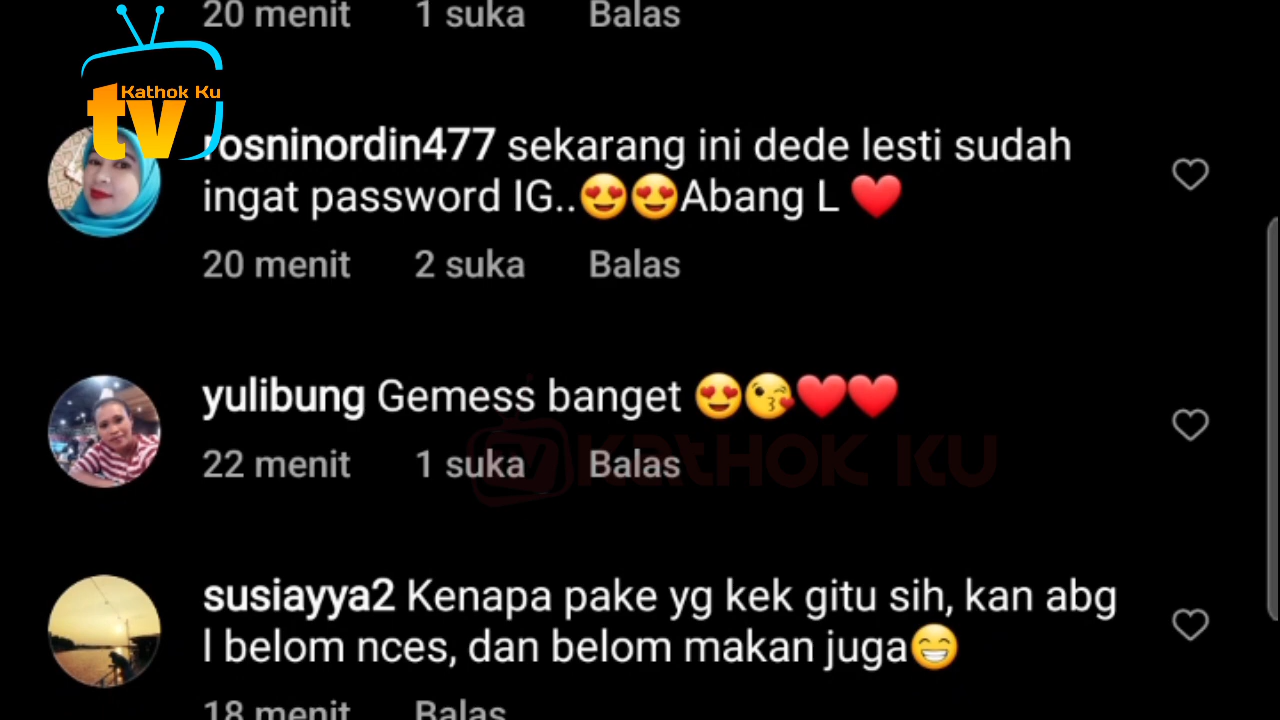 20 menit 1 suka Balas
Kathok Ku
tv
rosninordin477 sekarang ini dede lesti sudah
ingat password IG..😍😍Abang L ❤️
20 menit 2 suka Balas
yulibung Gemess banget 😍😘❤️❤️
22 menit 1 suka Balas
tv KATHOK KU
susiayya2 Kenapa pake yg kek gitu sih, kan abg
l belom nces, dan belom makan juga😁
18 menit Balas